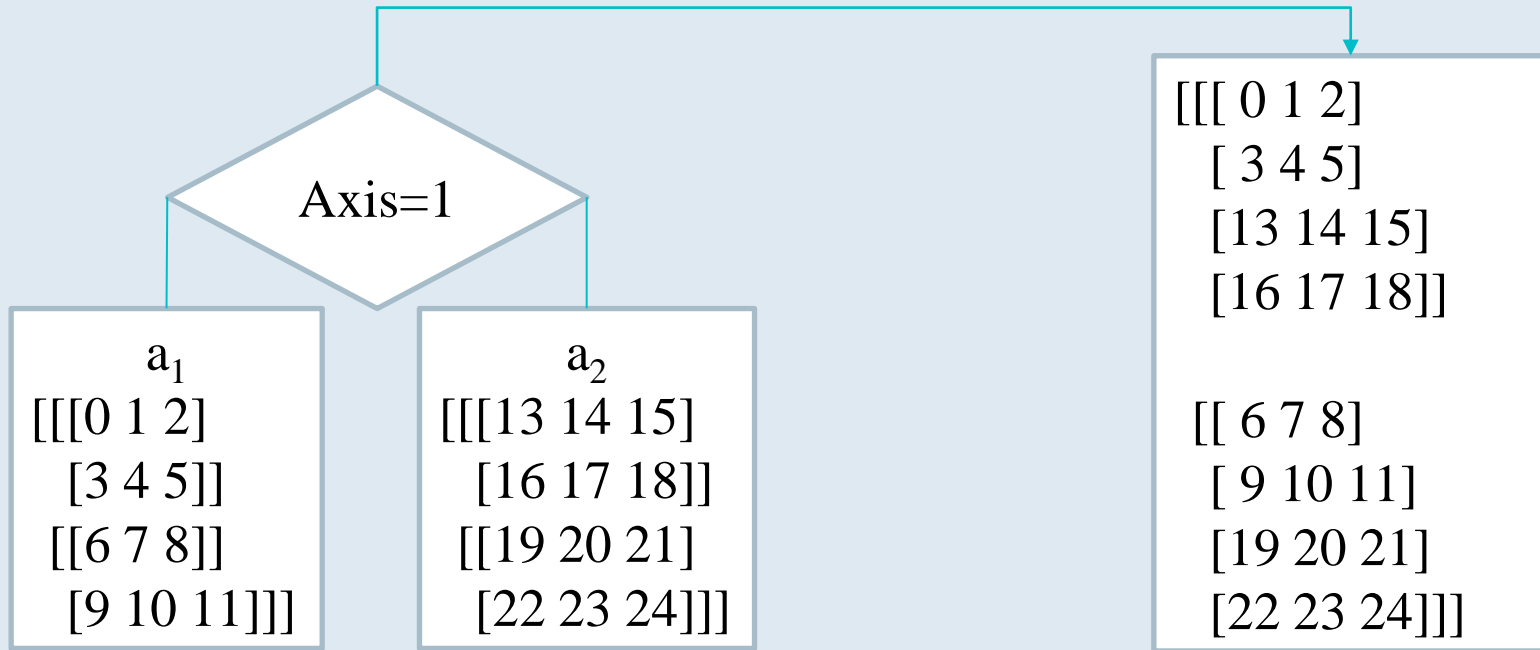 Axis=1
a₁
[[[0 1 2]
[3 4 5]]
[[6 7 8]]
[9 10 11]]]
a₂
[[[13 14 15]
[16 17 18]]
[[19 20 21]
[22 23 24]]]
[[[ 0 1 2]
[ 3 4 5]
[13 14 15]
[16 17 18]]
[[ 6 7 8]
[ 9 10 11]
[19 20 21]
[22 23 24]]]